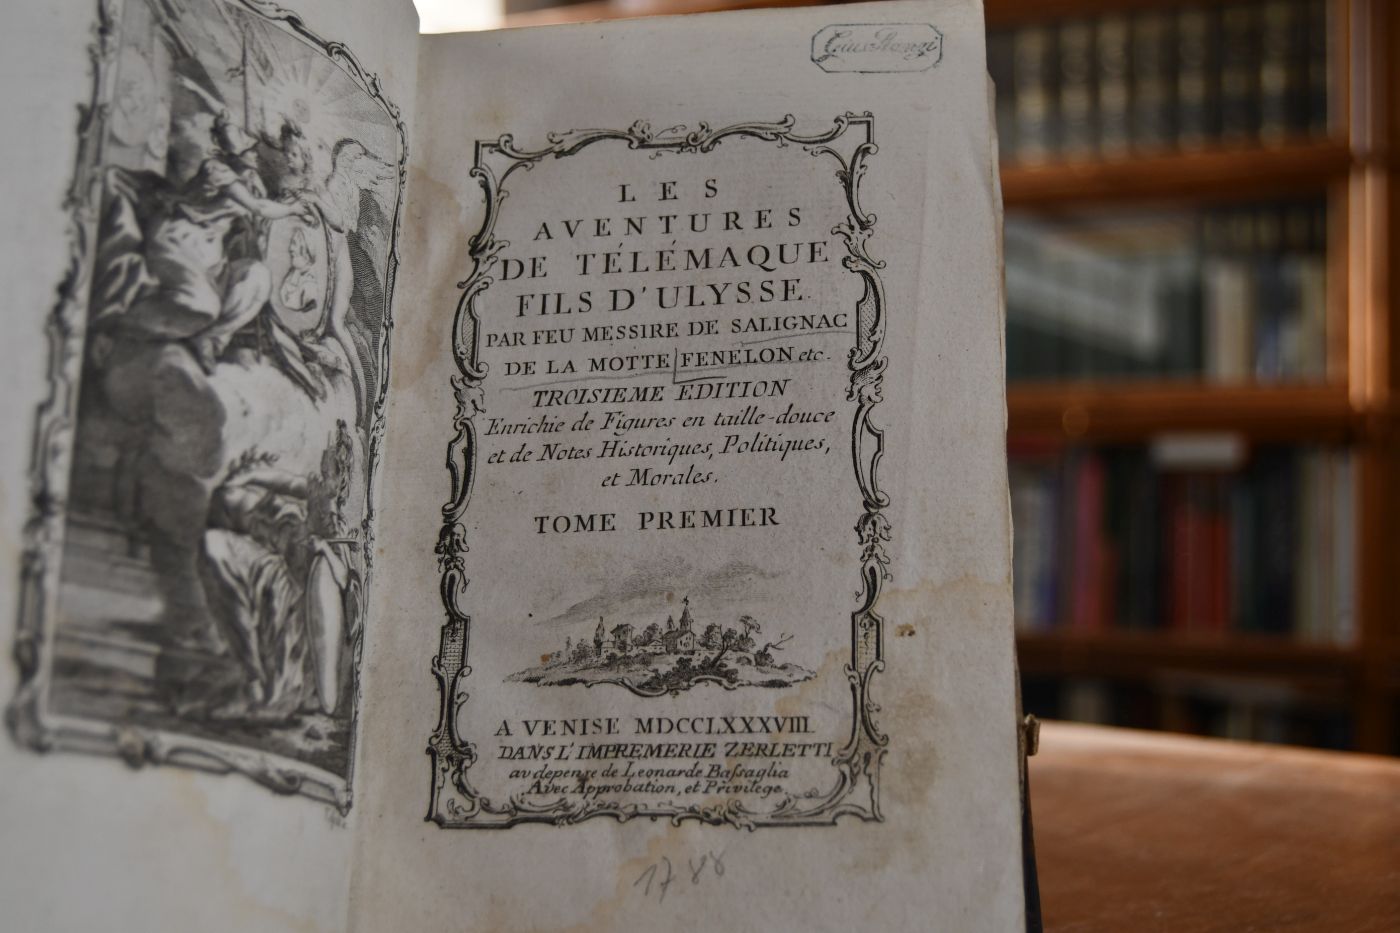 LES
AVENTURES
DE TÉLÉMAQUE
FILS D'ULYSSE.
PAR FEU MESSIRE DE SALIGNAC
DE LA MOTTE FENELON etc.
TROISIEME EDITION
Enrichie de Figures en taille-douce
et de Notes Historiques, Politiques,
et Morales.
TOME PREMIER
A VENISE MDCCLXXXVIII.
DANS L'IMPREMERIE ZERLETTI
av depense de Leonarde Baſsaglia
Avec Approbation, et Privilege.
1788